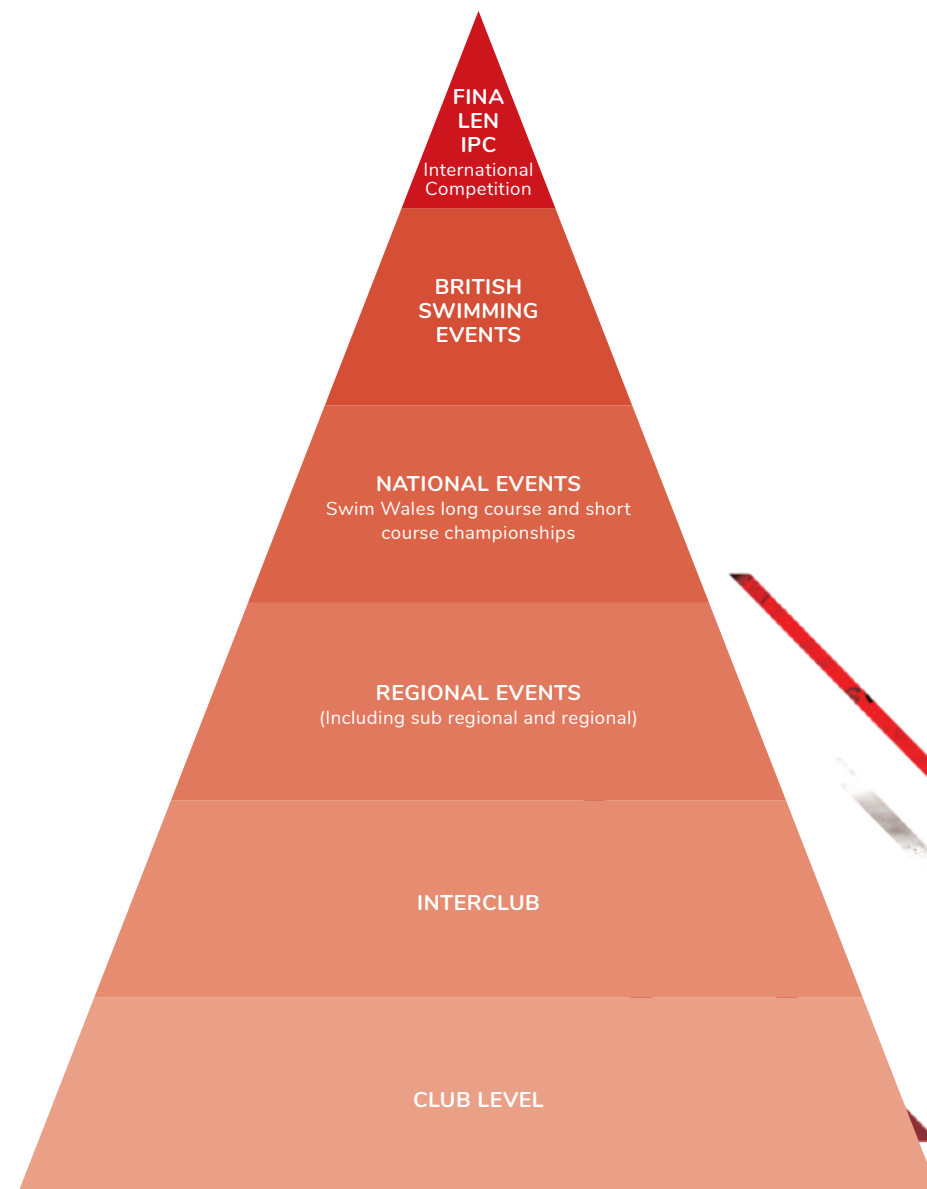 FINA
LEN
IPC
International
Competition
BRITISH
SWIMMING
EVENTS
NATIONAL EVENTS
Swim Wales long course and short
course championships
REGIONAL EVENTS
(Including sub regional and regional)
INTERCLUB
CLUB LEVEL